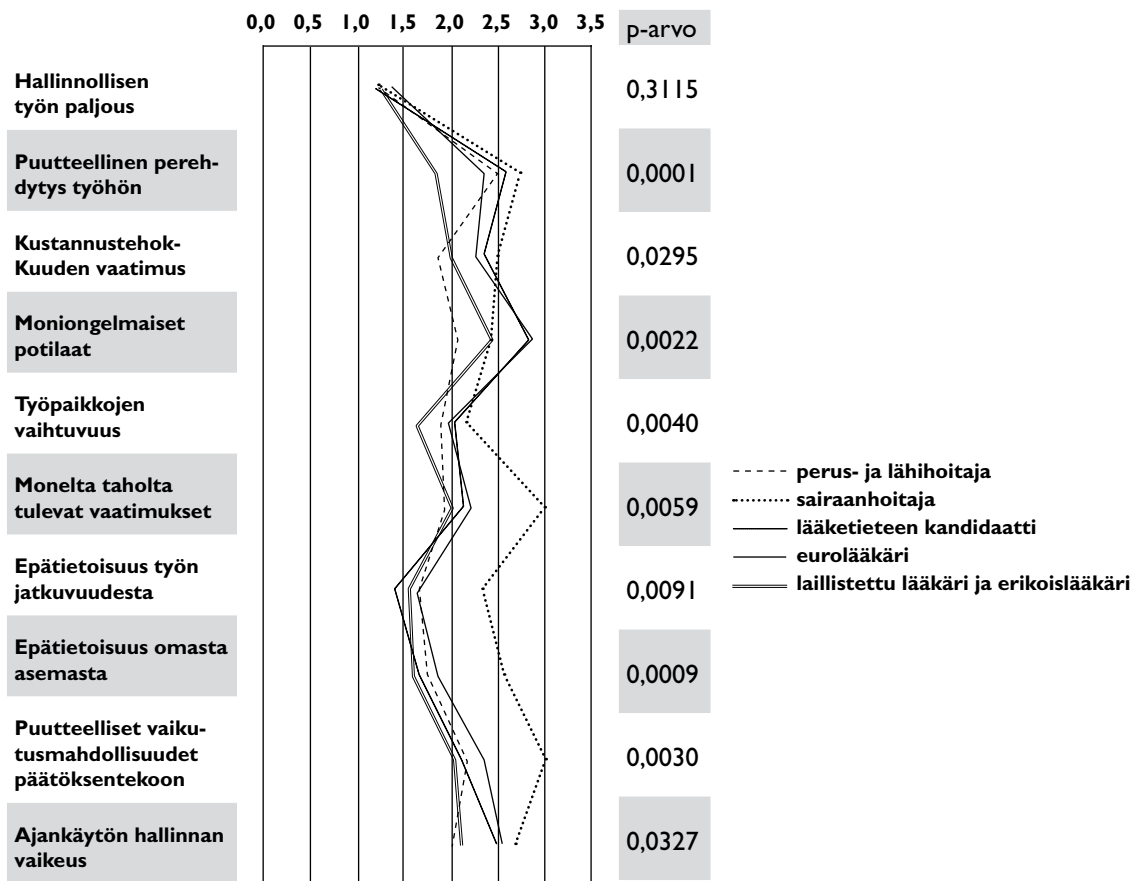 0,0 0,5 1,0 1,5 2,0 2,5 3,0 3,5 p-arvo
Hallinnollisen
työn paljous
0,3115
Puutteellinen pereh-
dytys työhön
0,0001
Kustannustehok-
Kuuden vaatimus
0,0295
Moniongelmaiset
potilaat
0,0022
Työpaikkojen
vaihtuvuus
0,0040
Monelta taholta
tulevat vaatimukset
0,0059
Epätietoisuus työn
jatkuvuudesta
0,0091
Epätietoisuus omasta
asemasta
0,0009
Puutteelliset vaiku-
tusmahdollisuudet
päätöksentekoon
0,0030
Ajankäytön hallinnan
vaikeus
0,0327
perus- ja lähihoitaja
sairaanhoitaja
lääketieteen kandidaatti
eurolääkäri
laillistettu lääkäri ja erikoislääkäri